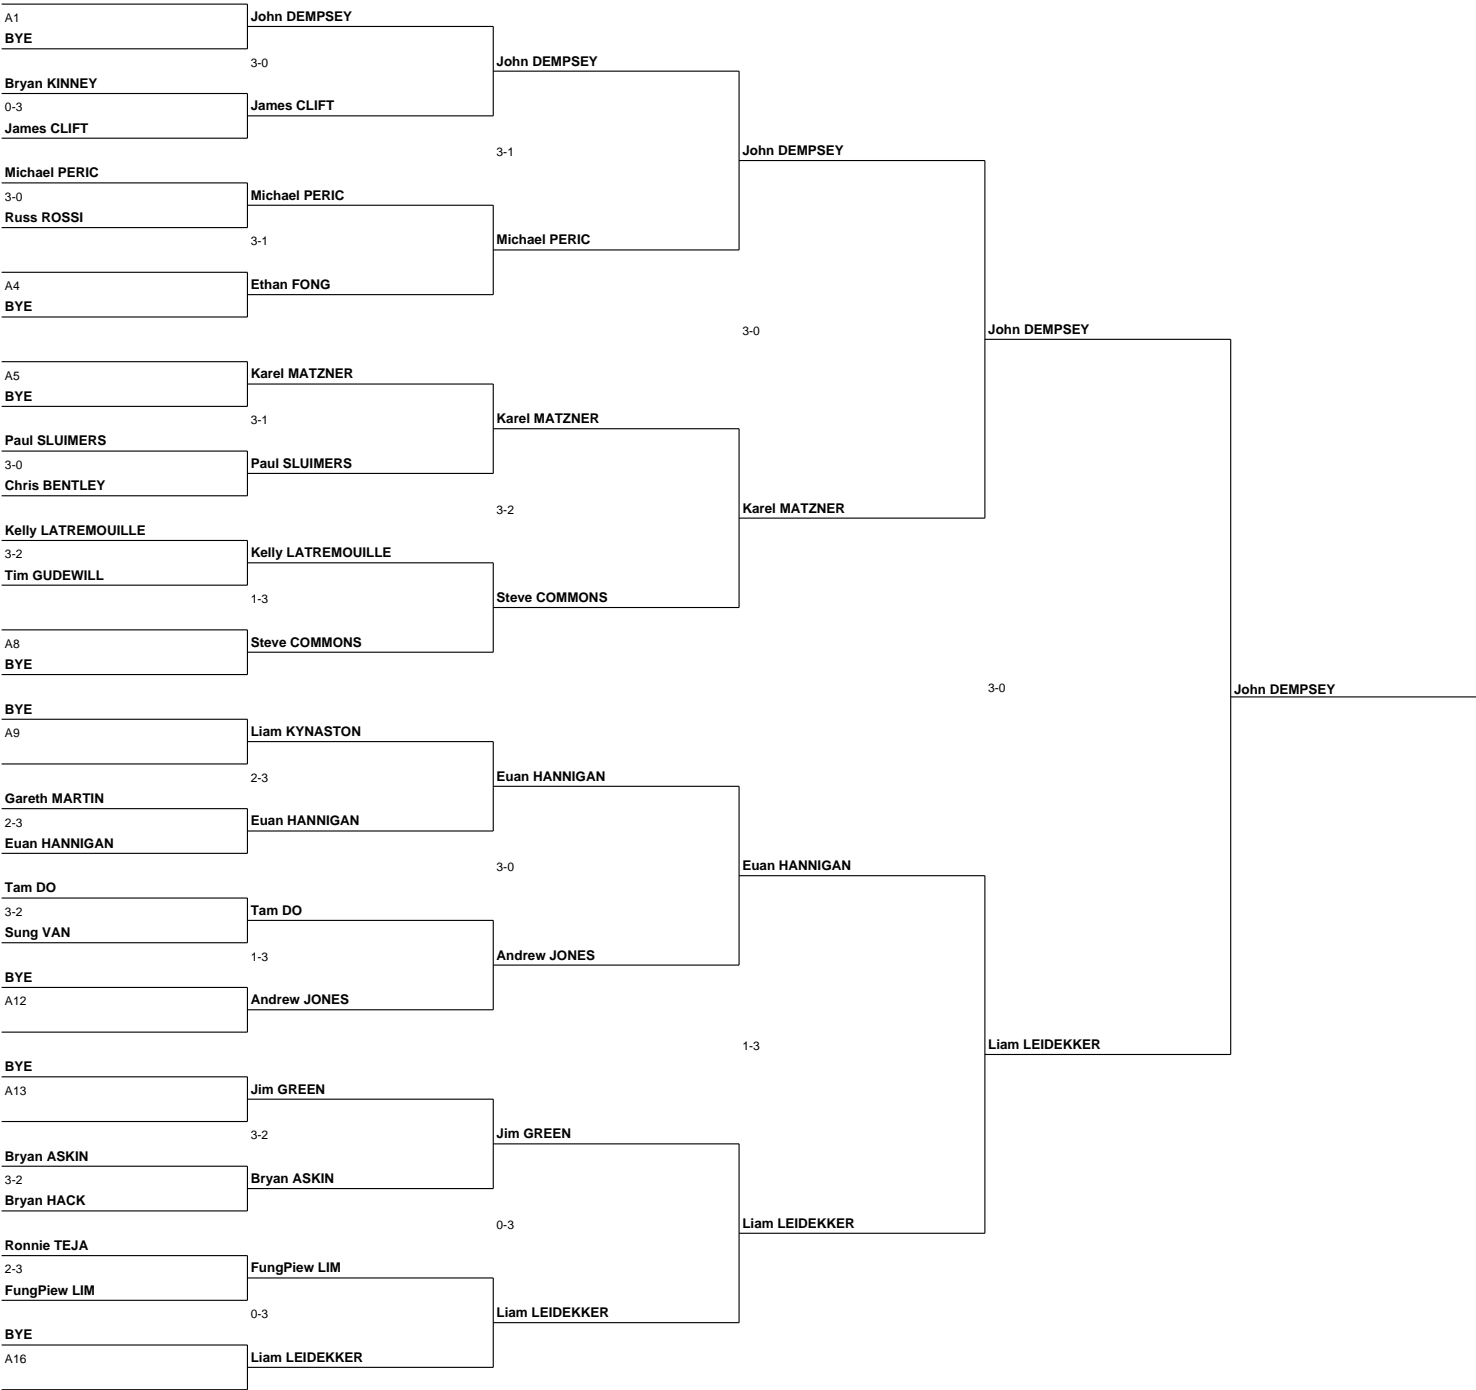 A1
BYE
John DEMPSEY
3-0
John DEMPSEY
Bryan KINNEY
0-3
James CLIFT
James CLIFT
3-1
John DEMPSEY
Michael PERIC
3-0
Russ ROSSI
Michael PERIC
3-1
Michael PERIC
A4
BYE
Ethan FONG
3-0
John DEMPSEY
A5
BYE
Karel MATZNER
3-1
Karel MATZNER
Paul SLUIMERS
3-0
Chris BENTLEY
Paul SLUIMERS
3-2
Karel MATZNER
Kelly LATREMOUILLE
3-2
Tim GUDEWILL
Kelly LATREMOUILLE
1-3
Steve COMMONS
A8
BYE
Steve COMMONS
3-0
John DEMPSEY
BYE
A9
Liam KYNASTON
2-3
Euan HANNIGAN
Gareth MARTIN
2-3
Euan HANNIGAN
Euan HANNIGAN
3-0
Euan HANNIGAN
Tam DO
3-2
Sung VAN
Tam DO
1-3
Andrew JONES
BYE
A12
Andrew JONES
1-3
Liam LEIDEKKER
BYE
A13
Jim GREEN
3-2
Jim GREEN
Bryan ASKIN
3-2
Bryan HACK
Bryan ASKIN
0-3
Liam LEIDEKKER
Ronnie TEJA
2-3
FungPiew LIM
FungPiew LIM
0-3
Liam LEIDEKKER
BYE
A16
Liam LEIDEKKER